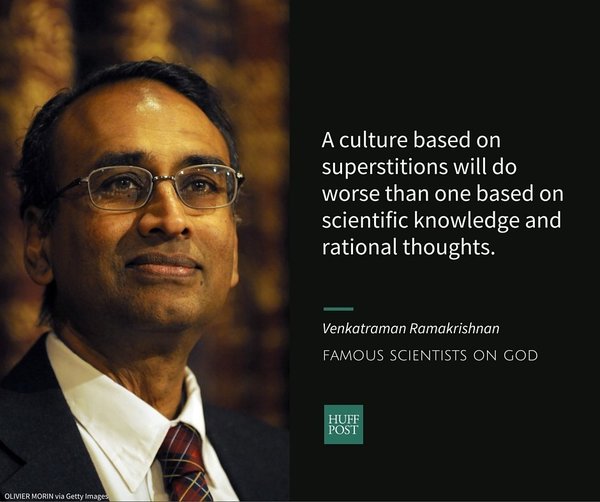 A culture based on
superstitions will do
worse than one based on
scientific knowledge and
rational thoughts.
Venkatraman Ramakrishnan
FAMOUS SCIENTISTS ON GOD
HUFF
POST
OLIVIER MORIN via Getty Images